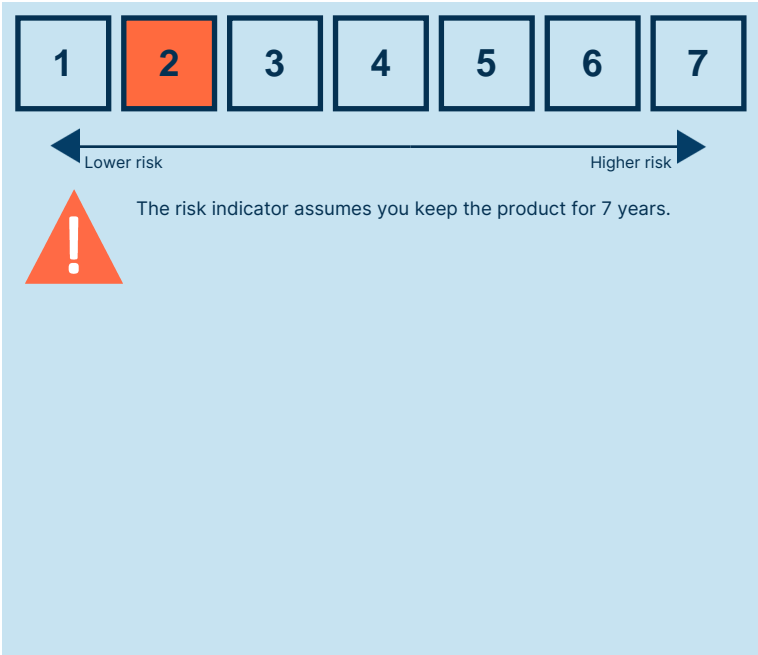 1 2 3 4 5 6 7
Lower risk Higher risk
The risk indicator assumes you keep the product for 7 years.
!